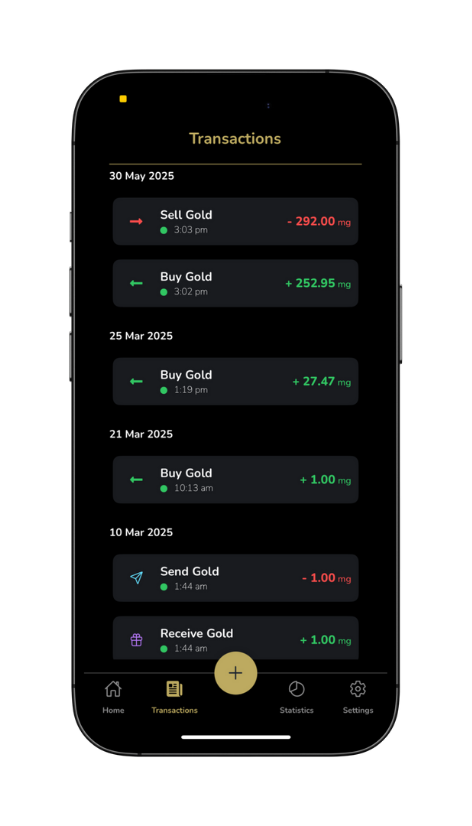 Transactions
30 May 2025
Sell Gold
3:03 pm
- 292.00 mg
Buy Gold
3:02 pm
+ 252.95 mg
25 Mar 2025
Buy Gold
1:19 pm
+ 27.47 mg
21 Mar 2025
Buy Gold
10:13 am
+ 1.00 mg
10 Mar 2025
Send Gold
1:44 am
- 1.00 mg
Receive Gold
1:44 am
+ 1.00 mg
+
Home
Transactions
Statistics
Settings